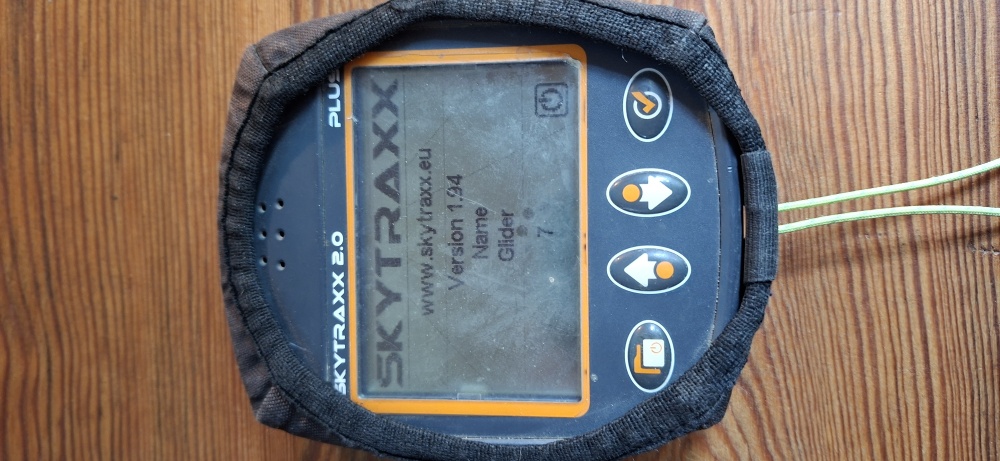 SKYTRAXX 2.0 PLUS
SKYTRAXX
www.skytraxx.eu
Version 1.94
Name
Glider
7